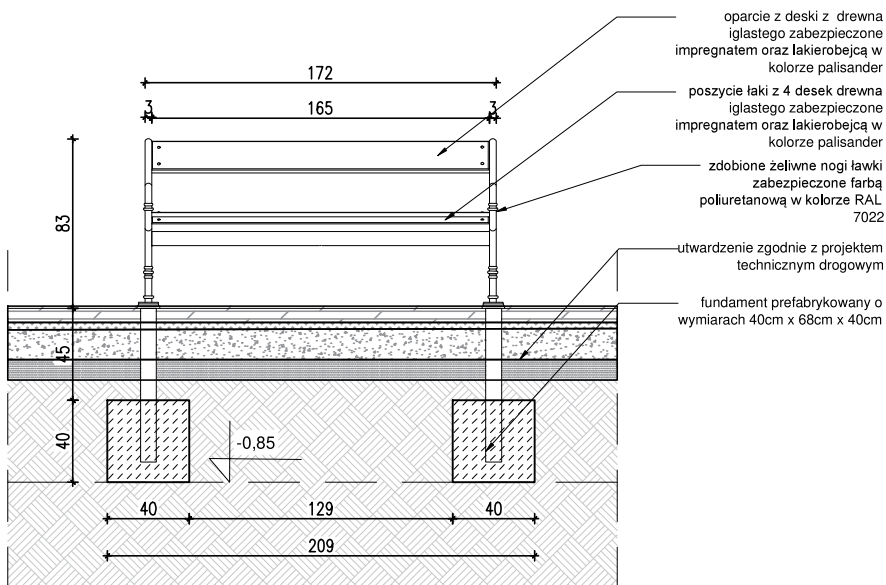 oparcie z deski z drewna
iglastego zabezpieczone
impregnatem oraz lakierobejcą w
kolorze palisander
poszycie łaki z 4 desek drewna
iglastego zabezpieczone
impregnatem oraz lakierobejcą w
kolorze palisander
zdobione żeliwne nogi ławki
zabezpieczone farbą
poliuretanową w kolorze RAL
7022
utwardzenie zgodnie z projektem
technicznym drogowym
fundament prefabrykowany o
wymiarach 40cm x 68cm x 40cm
172
3 165 3
83
45
40
-0,85
40 129 40
209